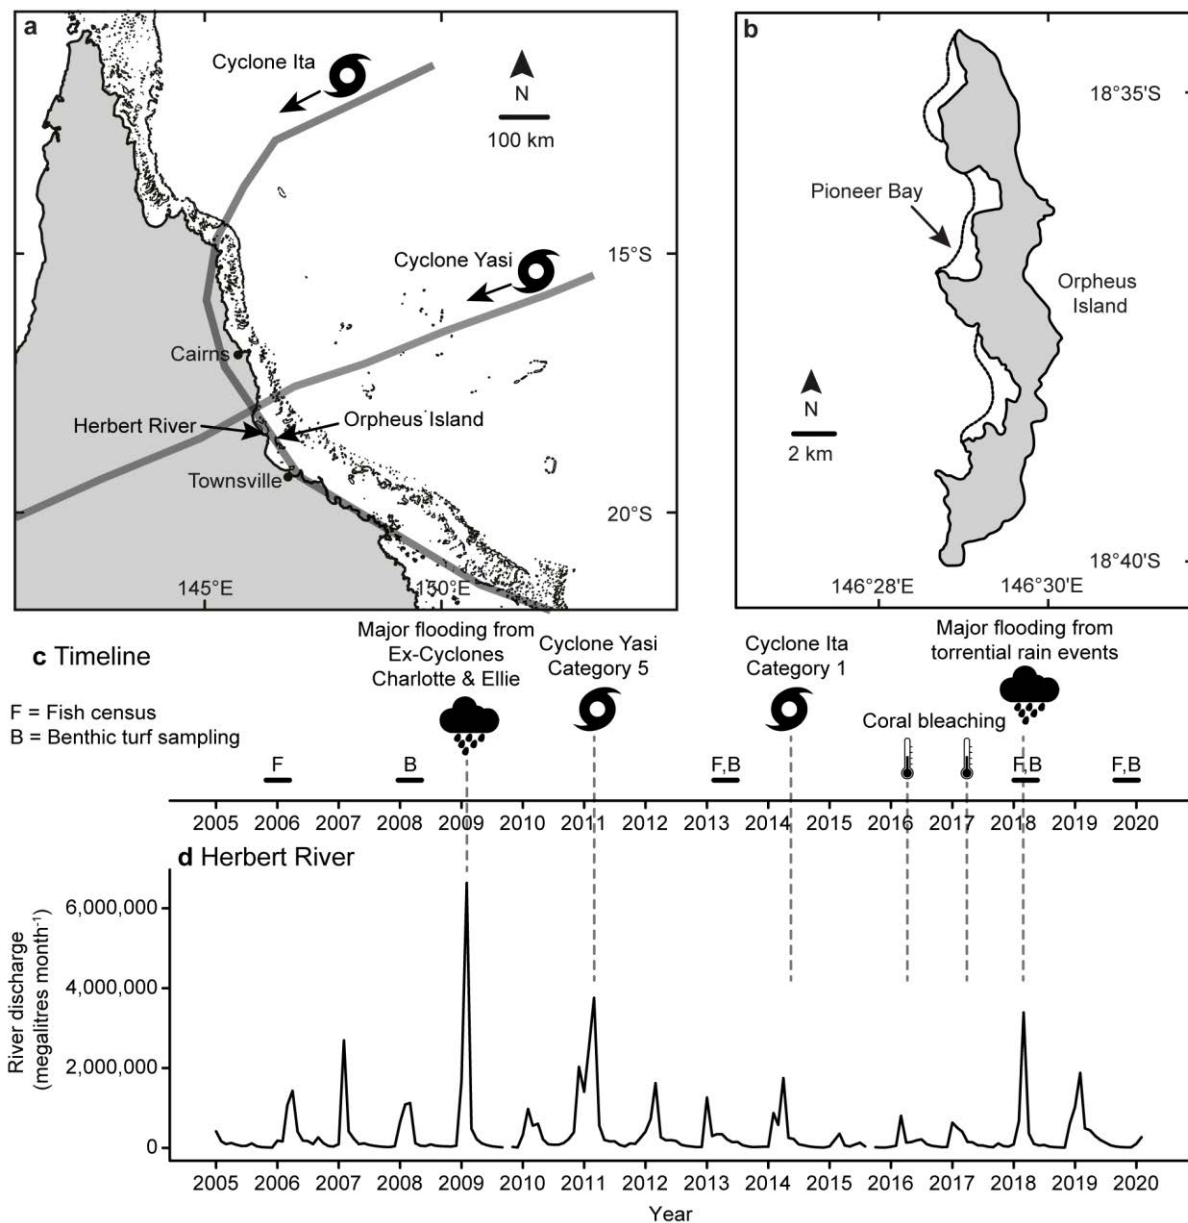 a
Cyclone Ita
N
100 km
Cyclone Yasi
15°S
Cairns
Herbert River
Orpheus Island
Townsville
20°S
145°E
150°E
b
18°35'S
Pioneer Bay
Orpheus
Island
N
2 km
18°40'S
146°28'E
146°30'E
c Timeline
F = Fish census
B = Benthic turf sampling
Major flooding from
Ex-Cyclones
Charlotte & Ellie
Cyclone Yasi
Category 5
Cyclone Ita
Category 1
Coral bleaching
Major flooding from
torrential rain events
F
B
F,B
F,B
F,B
2005 2006 2007 2008 2009 2010 2011 2012 2013 2014 2015 2016 2017 2018 2019 2020
d Herbert River
River discharge
(megalitres month⁻¹)
6,000,000
4,000,000
2,000,000
0
2005 2006 2007 2008 2009 2010 2011 2012 2013 2014 2015 2016 2017 2018 2019 2020
Year